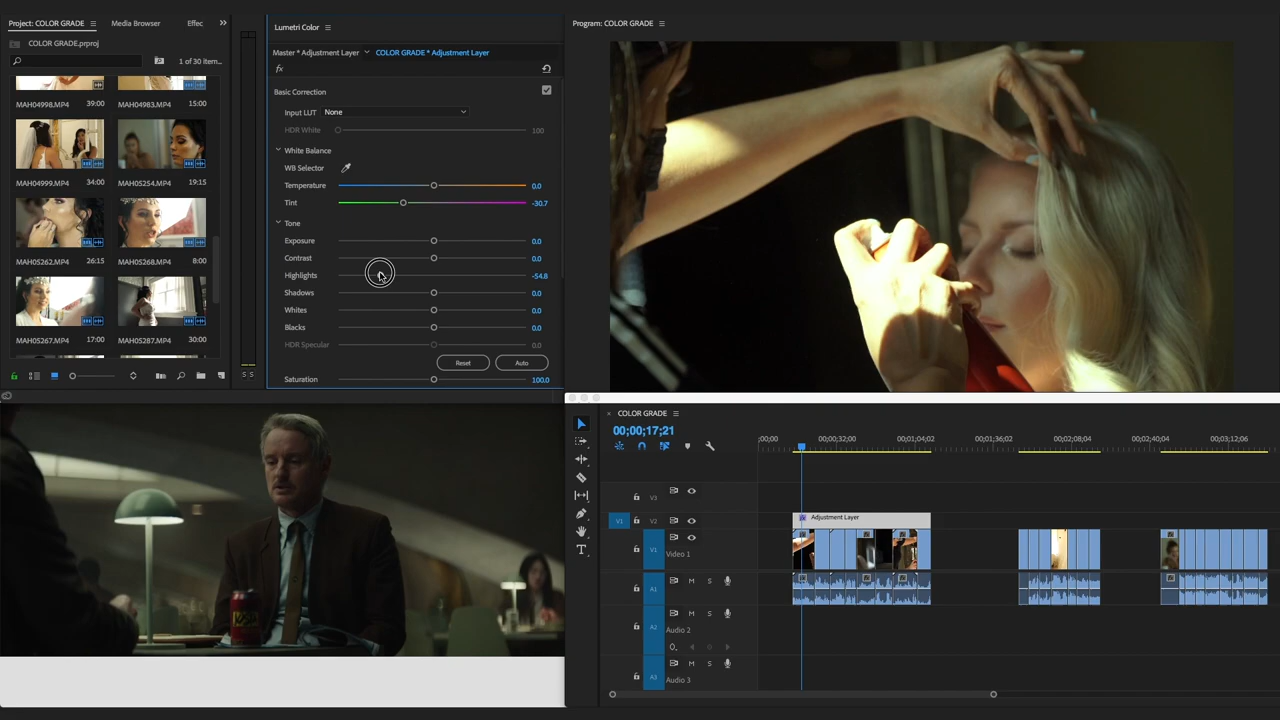 Project: COLOR GRADE
Media Browser
Effec
COLOR GRADE.prproj
1 of 30 item...
MAH04998.MP4
39:00
MAH04983.MP4
15:00
MAH04999.MP4
34:00
MAH05254.MP4
19:15
MAH05262.MP4
26:15
MAH05268.MP4
8:00
MAH05267.MP4
17:00
MAH05287.MP4
30:00
S S
Lumetri Color
Master * Adjustment Layer
COLOR GRADE * Adjustment Layer
fx
Basic Correction
Input LUT
None
HDR White
100
White Balance
WB Selector
Temperature
0.0
Tint
-30.7
Tone
Exposure
0.0
Contrast
0.0
Highlights
-54.8
Shadows
0.0
Whites
0.0
Blacks
0.0
HDR Specular
0.0
Reset
Auto
Saturation
100.0
Program: COLOR GRADE
COLOR GRADE
00;00;17;21
;00;00
00;00;32;00
00;01;04;02
00;01;36;02
00;02;08;04
00;02;40;04
00;03;12;06
V3
V1
V2
Adjustment Layer
V1
Video 1
A1
M
S
A2
M
S
Audio 2
A3
M
S
Audio 3